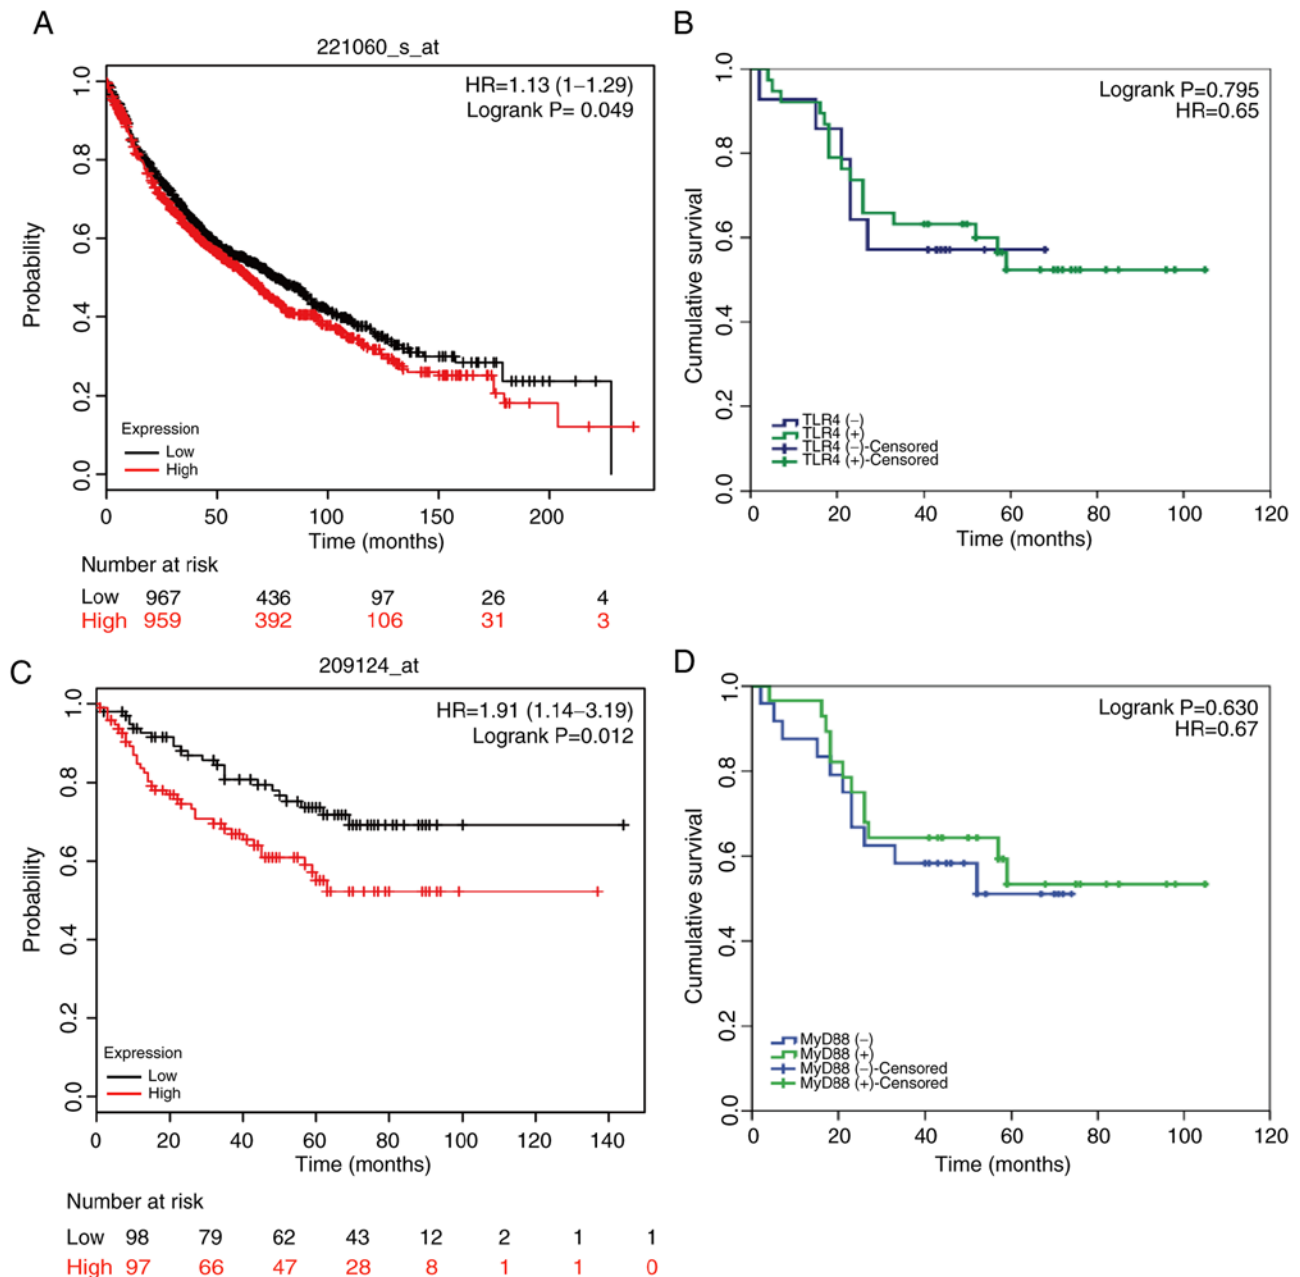 A
221060_s_at
HR=1.13 (1–1.29)
Logrank P= 0.049
Probability
1.0
0.8
0.6
0.4
0.2
0.0
Expression
Low
High
0 50 100 150 200
Time (months)
Number at risk
Low 967 436 97 26 4
High 959 392 106 31 3
B
Logrank P=0.795
HR=0.65
Cumulative survival
1.0
0.8
0.6
0.4
0.2
0.0
TLR4 (–)
TLR4 (+)
TLR4 (–)-Censored
TLR4 (+)-Censored
0 20 40 60 80 100 120
Time (months)
C
209124_at
HR=1.91 (1.14–3.19)
Logrank P=0.012
Probability
1.0
0.8
0.6
0.4
0.2
0.0
Expression
Low
High
0 20 40 60 80 100 120 140
Time (months)
Number at risk
Low 98 79 62 43 12 2 1 1
High 97 66 47 28 8 1 1 0
D
Logrank P=0.630
HR=0.67
Cumulative survival
1.0
0.8
0.6
0.4
0.2
0.0
MyD88 (–)
MyD88 (+)
MyD88 (–)-Censored
MyD88 (+)-Censored
0 20 40 60 80 100 120
Time (months)